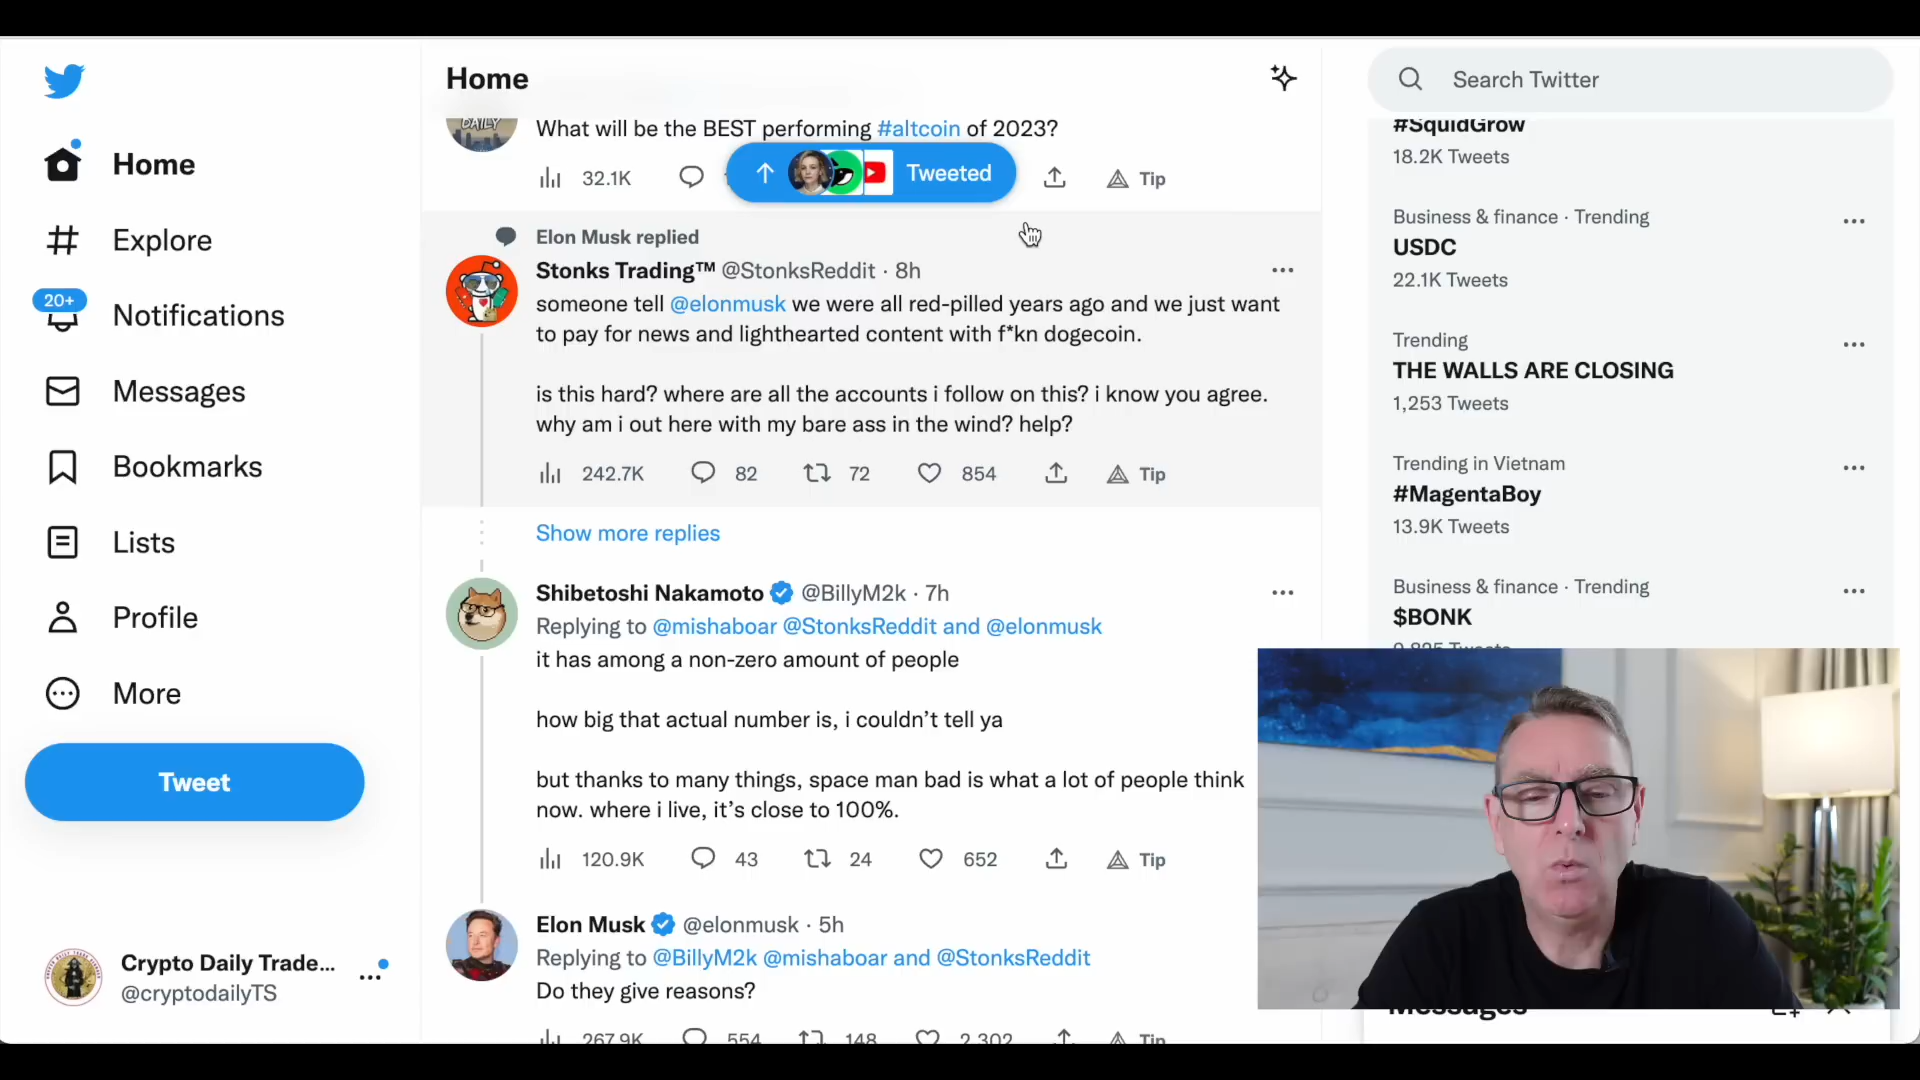 Home
Explore
20+
Notifications
Messages
Bookmarks
Lists
Profile
More
Tweet
Crypto Daily Trade...
@cryptodailyTS
Home
DAILY
What will be the BEST performing #altcoin of 2023?
32.1K
Tweeted
Tip
Elon Musk replied
Stonks Trading™ @StonksReddit · 8h
someone tell @elonmusk we were all red-pilled years ago and we just want
to pay for news and lighthearted content with f*kn dogecoin.
is this hard? where are all the accounts i follow on this? i know you agree.
why am i out here with my bare ass in the wind? help?
242.7K 82 72 854 Tip
Show more replies
Shibetoshi Nakamoto @BillyM2k · 7h
Replying to @mishaboar @StonksReddit and @elonmusk
it has among a non-zero amount of people
how big that actual number is, i couldn't tell ya
but thanks to many things, space man bad is what a lot of people think
now. where i live, it's close to 100%.
120.9K 43 24 652 Tip
Elon Musk @elonmusk · 5h
Replying to @BillyM2k @mishaboar and @StonksReddit
Do they give reasons?
267.9K 554 148 2,302 Tip
Search Twitter
#SquidGrow
18.2K Tweets
Business & finance · Trending
USDC
22.1K Tweets
Trending
THE WALLS ARE CLOSING
1,253 Tweets
Trending in Vietnam
#MagentaBoy
13.9K Tweets
Business & finance · Trending
$BONK
Tweets
Messages